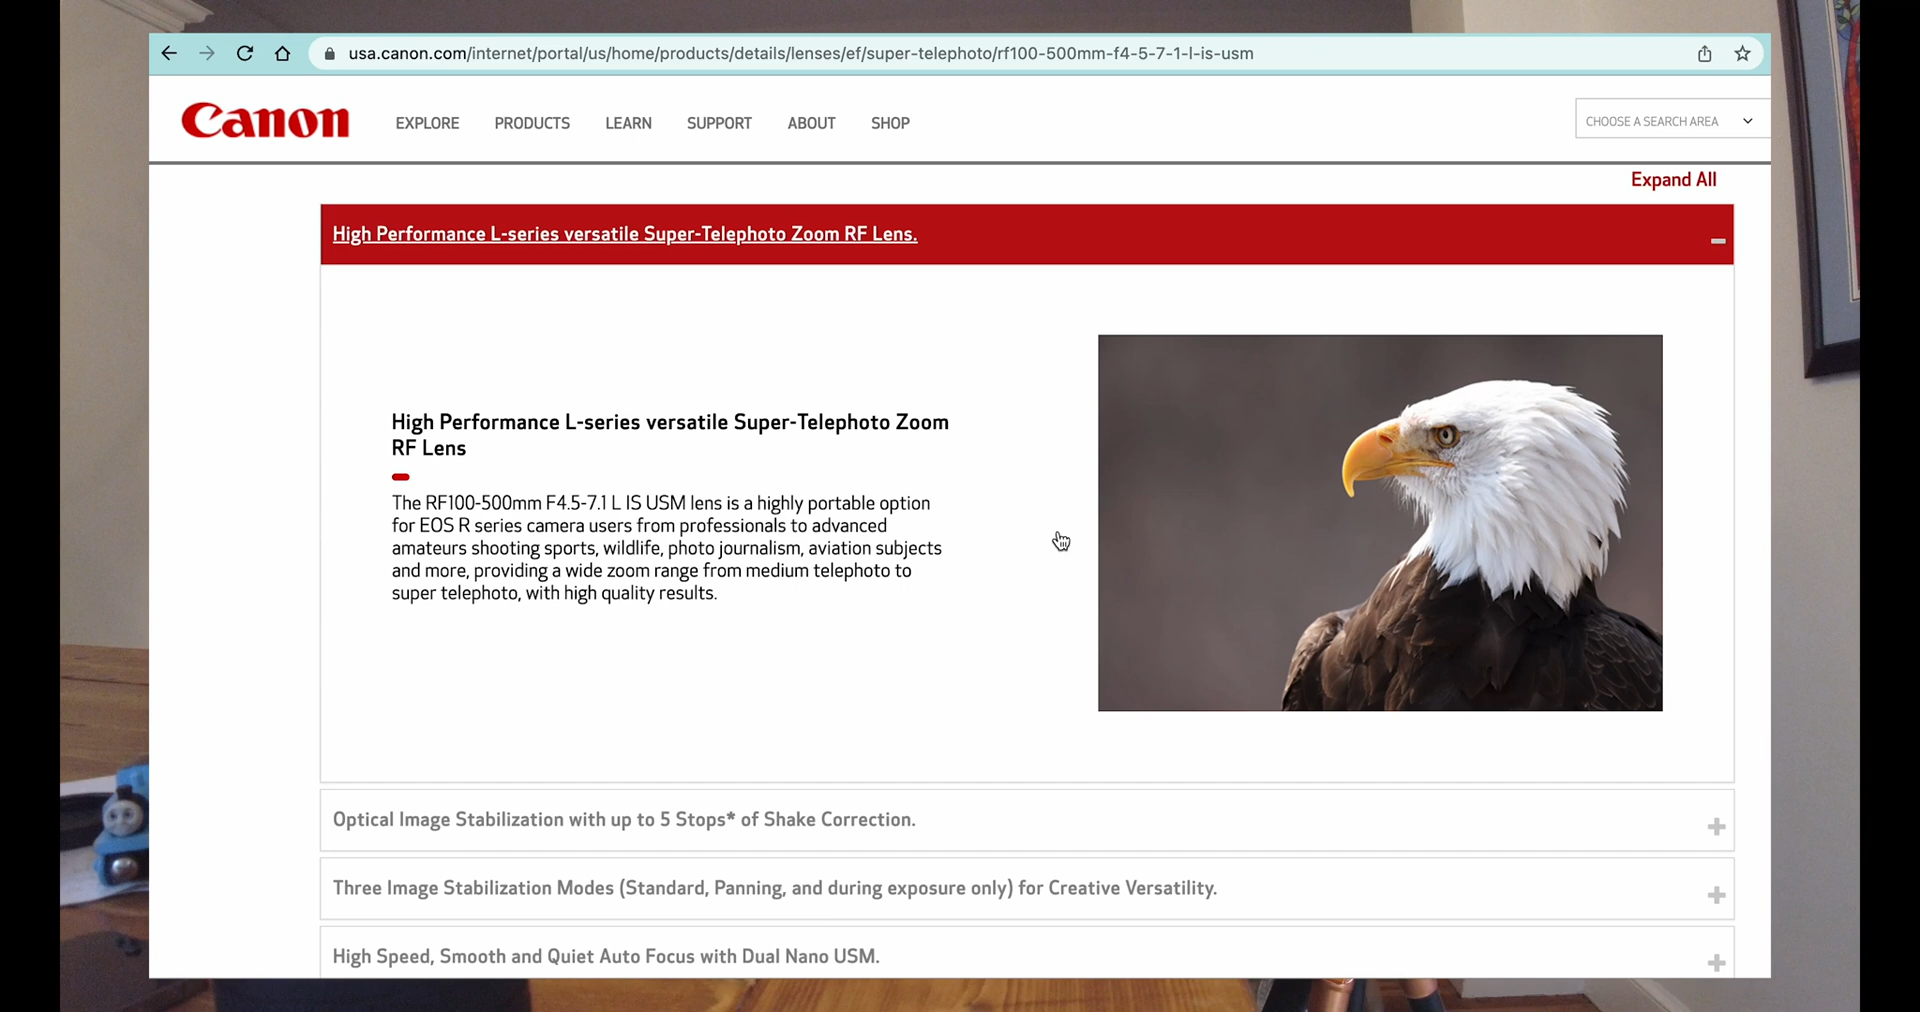 usa.canon.com/internet/portal/us/home/products/details/lenses/ef/super-telephoto/rf100-500mm-f4-5-7-1-l-is-usm
Canon
EXPLORE PRODUCTS LEARN SUPPORT ABOUT SHOP
CHOOSE A SEARCH AREA
Expand All
High Performance L-series versatile Super-Telephoto Zoom RF Lens.
High Performance L-series versatile Super-Telephoto Zoom
RF Lens
The RF100-500mm F4.5-7.1 L IS USM lens is a highly portable option
for EOS R series camera users from professionals to advanced
amateurs shooting sports, wildlife, photo journalism, aviation subjects
and more, providing a wide zoom range from medium telephoto to
super telephoto, with high quality results.
Optical Image Stabilization with up to 5 Stops* of Shake Correction.
Three Image Stabilization Modes (Standard, Panning, and during exposure only) for Creative Versatility.
High Speed, Smooth and Quiet Auto Focus with Dual Nano USM.